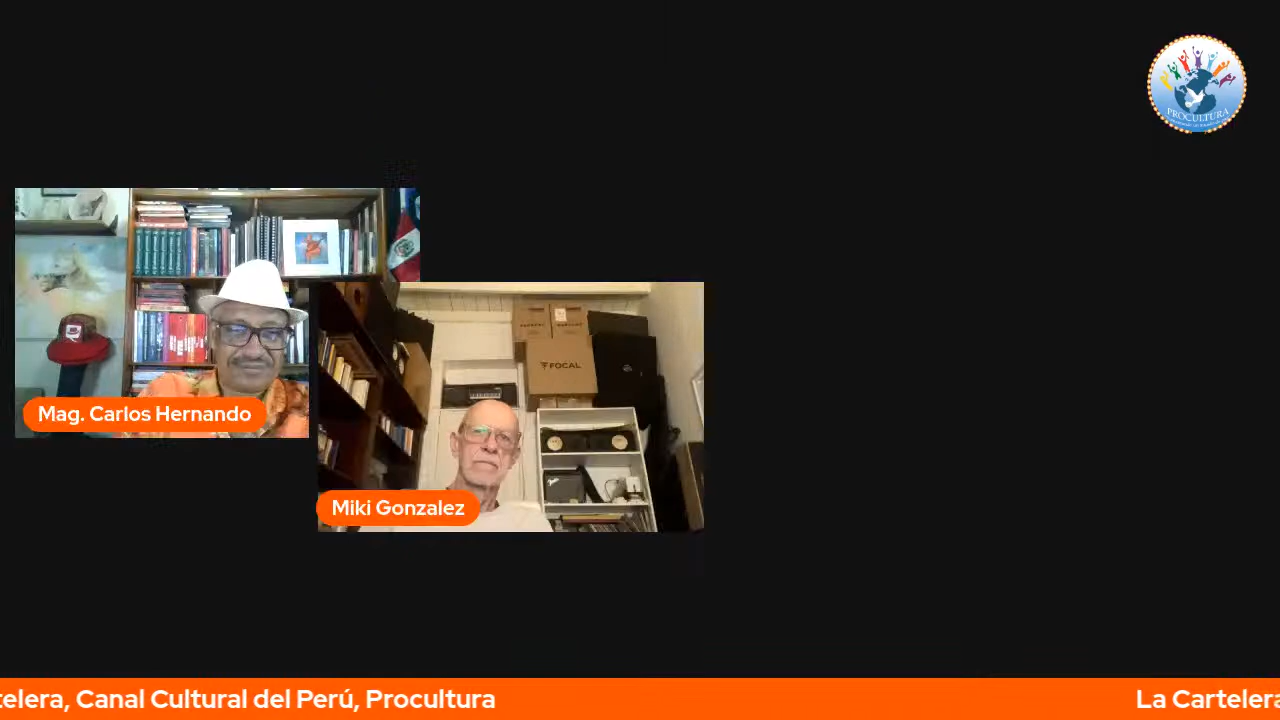 PROCULTURA
FOCAL
Mag. Carlos Hernando
Miki Gonzalez
telera, Canal Cultural del Perú, Procultura
La Cartelera